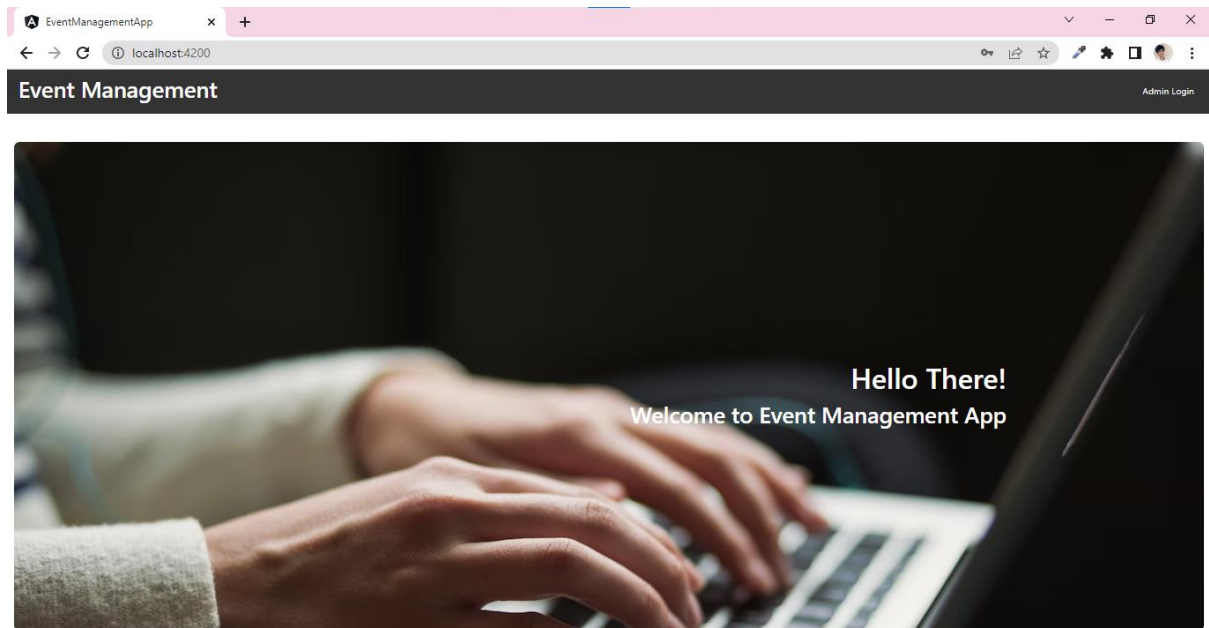 EventManagementApp
localhost:4200
Event Management
Admin Login
Hello There!
Welcome to Event Management App